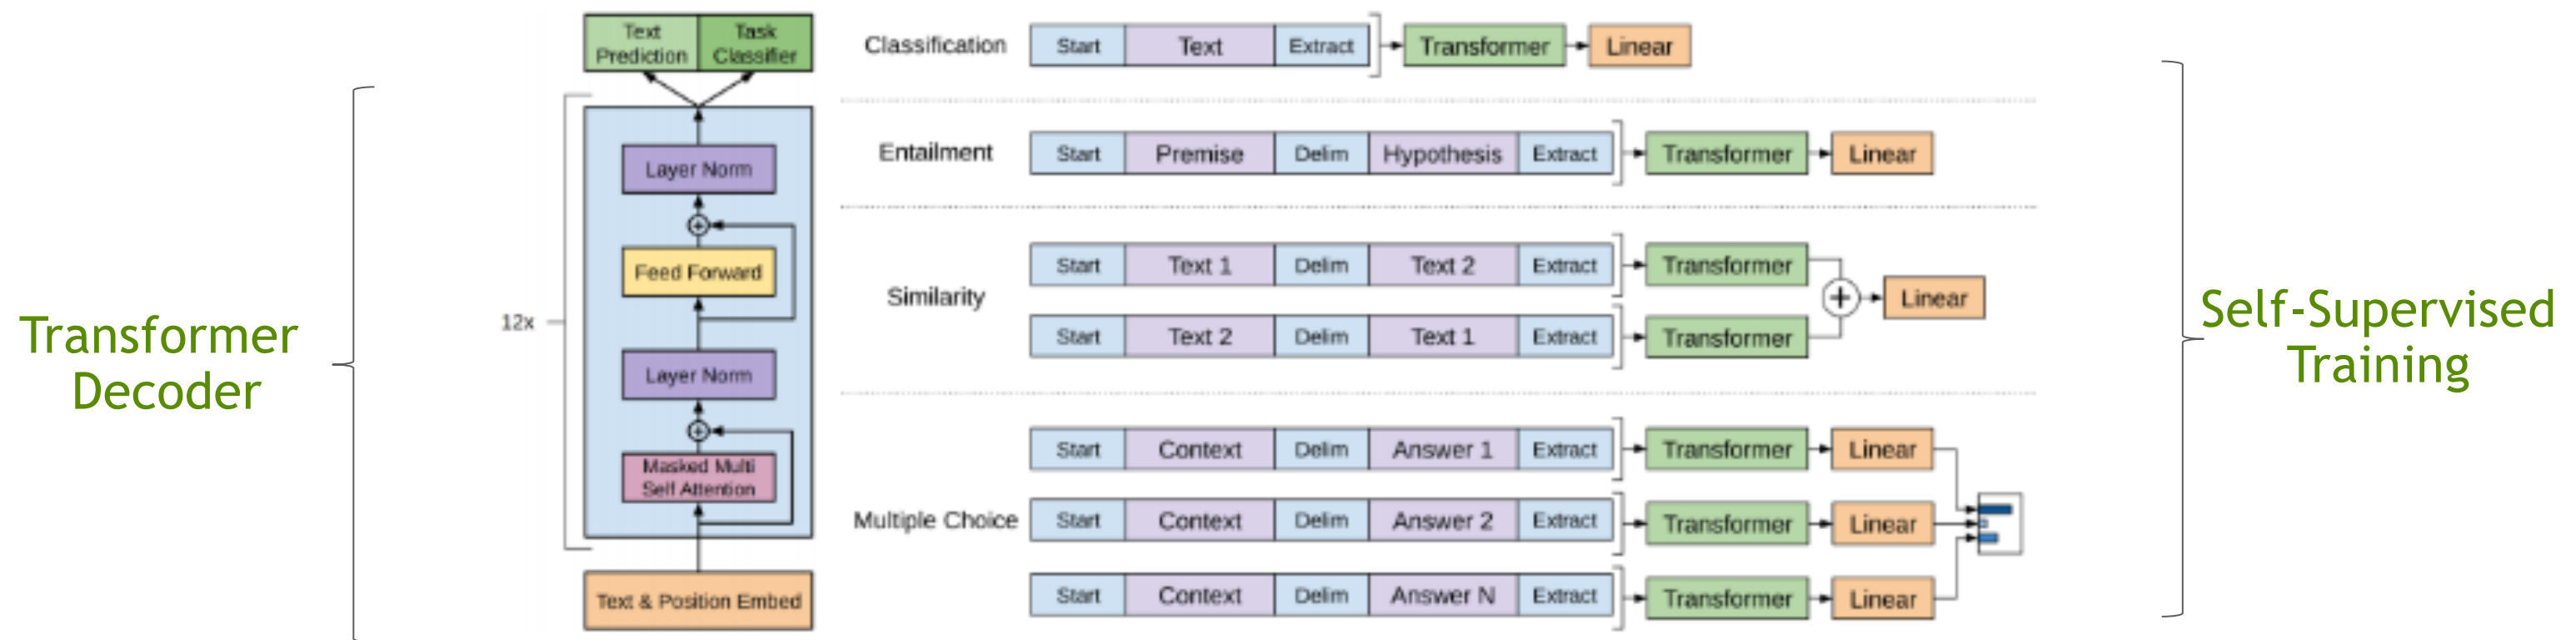 Transformer
Decoder
Text
Prediction
Task
Classifier
12x
Layer Norm
Feed Forward
Layer Norm
Masked Multi
Self Attention
Text & Position Embed
Classification
Start Text Extract Transformer Linear
Entailment
Start Premise Delim Hypothesis Extract Transformer Linear
Similarity
Start Text 1 Delim Text 2 Extract Transformer
Start Text 2 Delim Text 1 Extract Transformer
Linear
Multiple Choice
Start Context Delim Answer 1 Extract Transformer Linear
Start Context Delim Answer 2 Extract Transformer Linear
Start Context Delim Answer N Extract Transformer Linear
Self-Supervised
Training